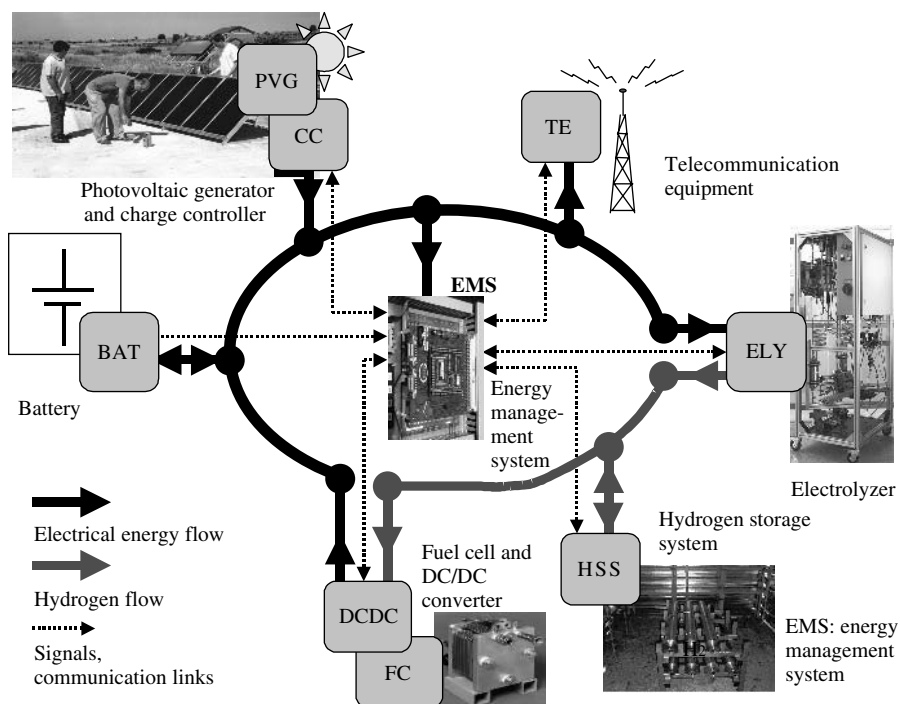 PVG
CC
TE
Photovoltaic generator
and charge controller
Telecommunication
equipment
EMS
BAT
ELY
Battery
Energy
manage-
ment
system
Electrolyzer
Electrical energy flow
Hydrogen flow
Signals,
communication links
Fuel cell and
DC/DC
converter
Hydrogen storage
system
HSS
DCDC
FC
H2
EMS: energy
management
system